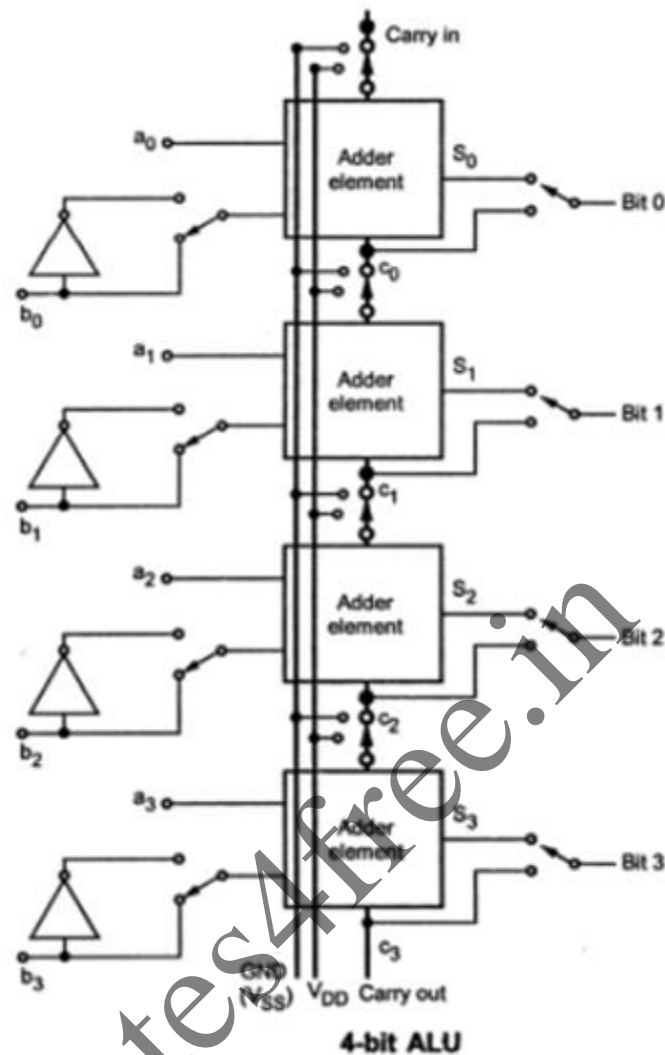 Carry in
a0
Adder element
S0
Bit 0
b0
c0
a1
Adder element
S1
Bit 1
b1
c1
a2
Adder element
S2
Bit 2
b2
c2
a3
Adder element
S3
Bit 3
b3
c3
GND (VSS)
VDD
Carry out
4-bit ALU
tes4free.in